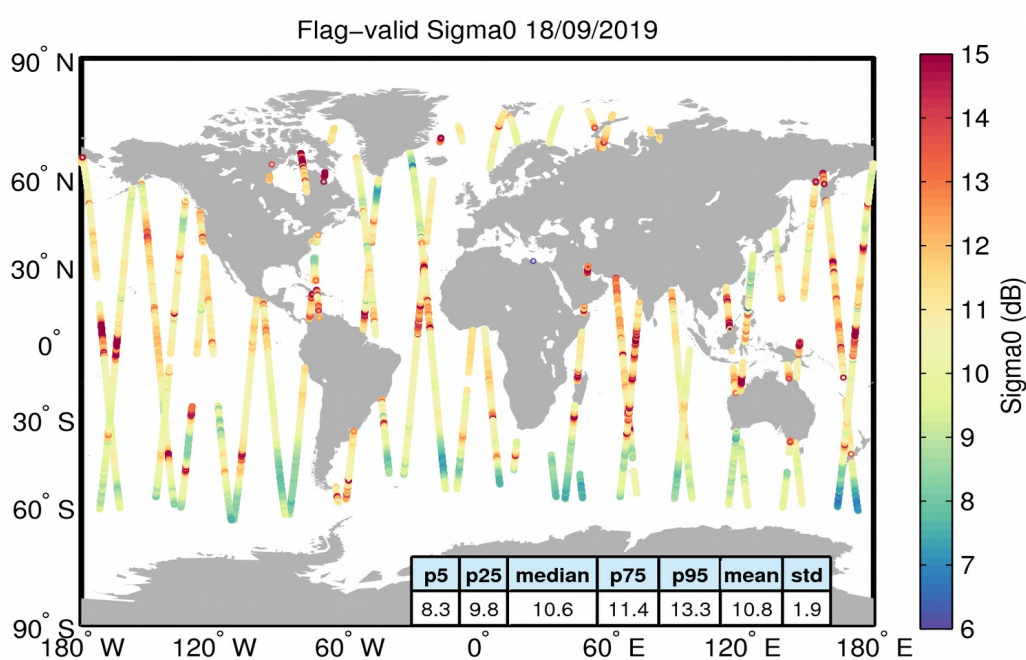 Flag−valid Sigma0 18/09/2019
90° N
60° N
30° N
0°
30° S
60° S
90° S
180° W
120° W
60° W
0°
60° E
120° E
180° E
p5 p25 median p75 p95 mean std
8.3 9.8 10.6 11.4 13.3 10.8 1.9
15
14
13
12
11
10
9
8
7
6
Sigma0 (dB)